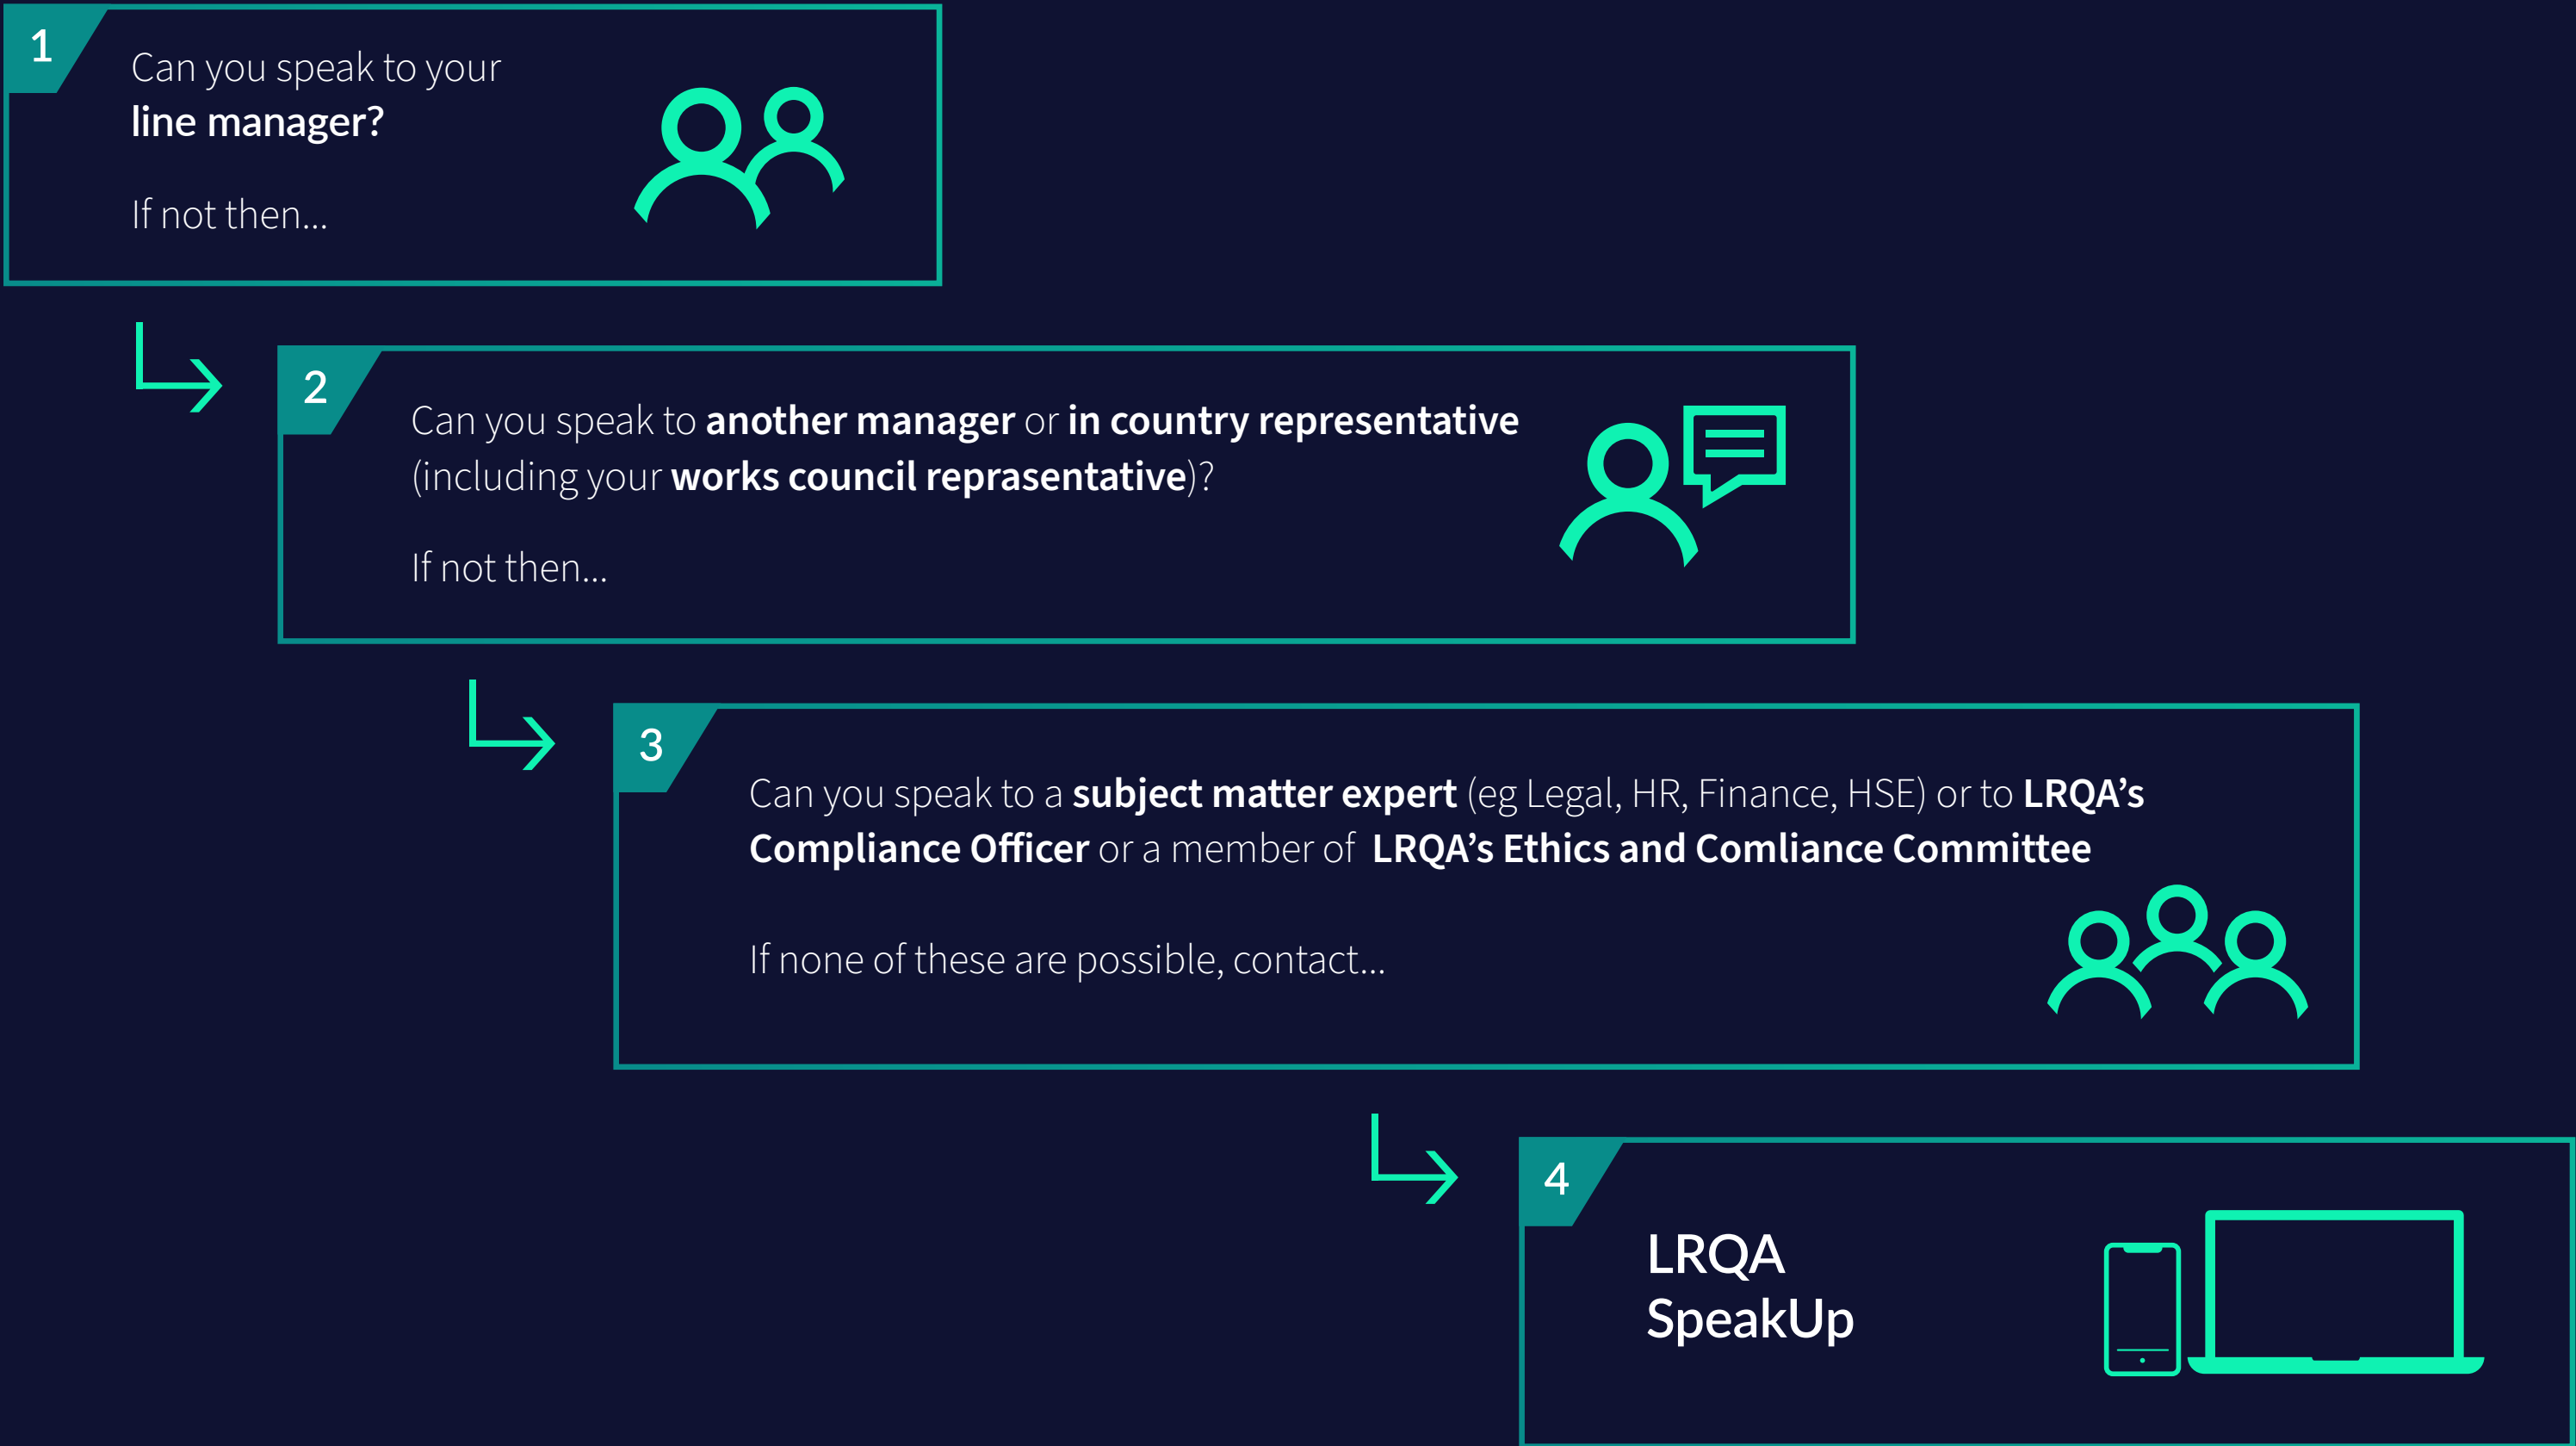 1
Can you speak to your
line manager?
If not then...
2
Can you speak to another manager or in country representative
(including your works council reprasentative)?
If not then...
3
Can you speak to a subject matter expert (eg Legal, HR, Finance, HSE) or to LRQA’s
Compliance Officer or a member of LRQA’s Ethics and Comliance Committee
If none of these are possible, contact...
4
LRQA
SpeakUp